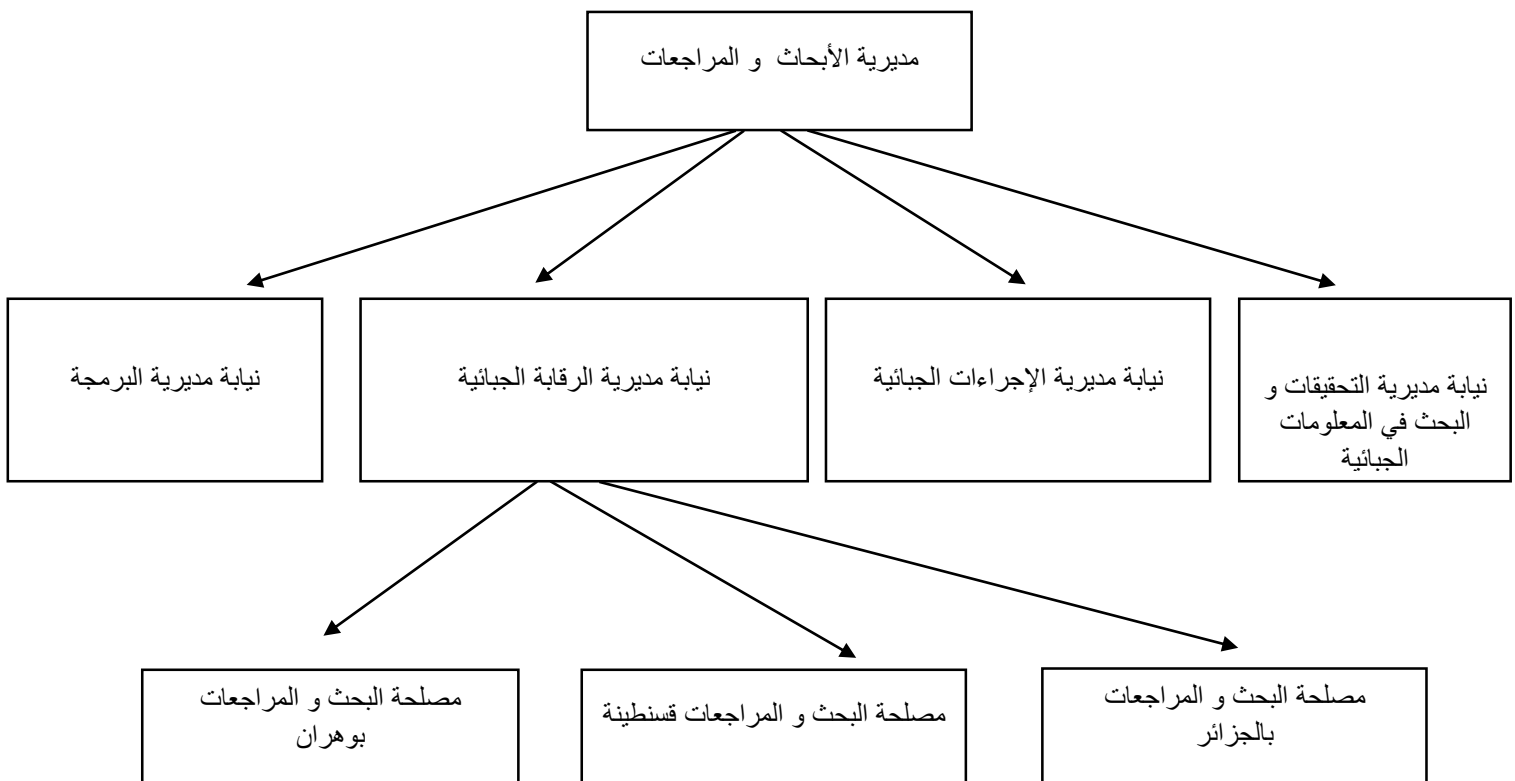 مديرية الأبحاث و المراجعات
نيابة مديرية التحقيقات و
البحث في المعلومات
الجبائية
نيابة مديرية الإجراءات الجبائية
نيابة مديرية الرقابة الجبائية
نيابة مديرية البرمجة
مصلحة البحث و المراجعات
بالجزائر
مصلحة البحث و المراجعات قسنطينة
مصلحة البحث و المراجعات
بوهران